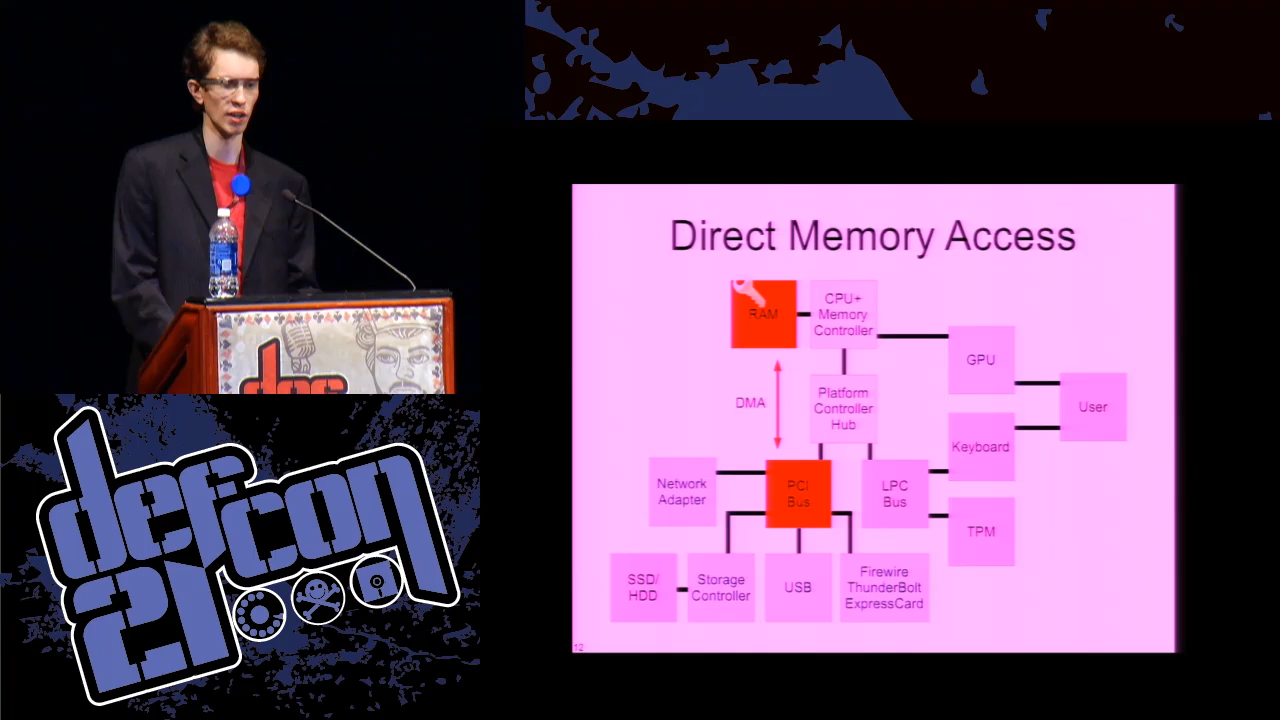 Direct Memory Access
RAM
CPU+
Memory
Controller
GPU
DMA
Platform
Controller
Hub
User
Keyboard
Network
Adapter
PCI
Bus
LPC
Bus
TPM
SSD/
HDD
Storage
Controller
USB
Firewire
ThunderBolt
ExpressCard
12
def
defcon
21